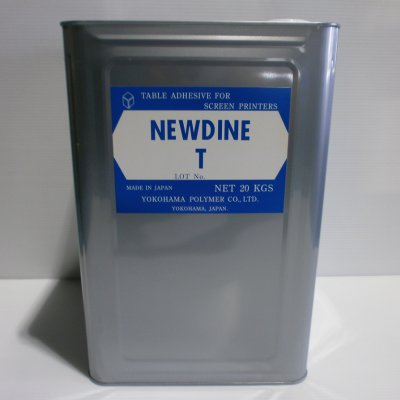 TABLE ADHESIVE FOR
SCREEN PRINTERS
NEWDINE
T
LOT No.
MADE IN JAPAN NET 20 KGS
YOKOHAMA POLYMER CO., LTD.
YOKOHAMA, JAPAN.